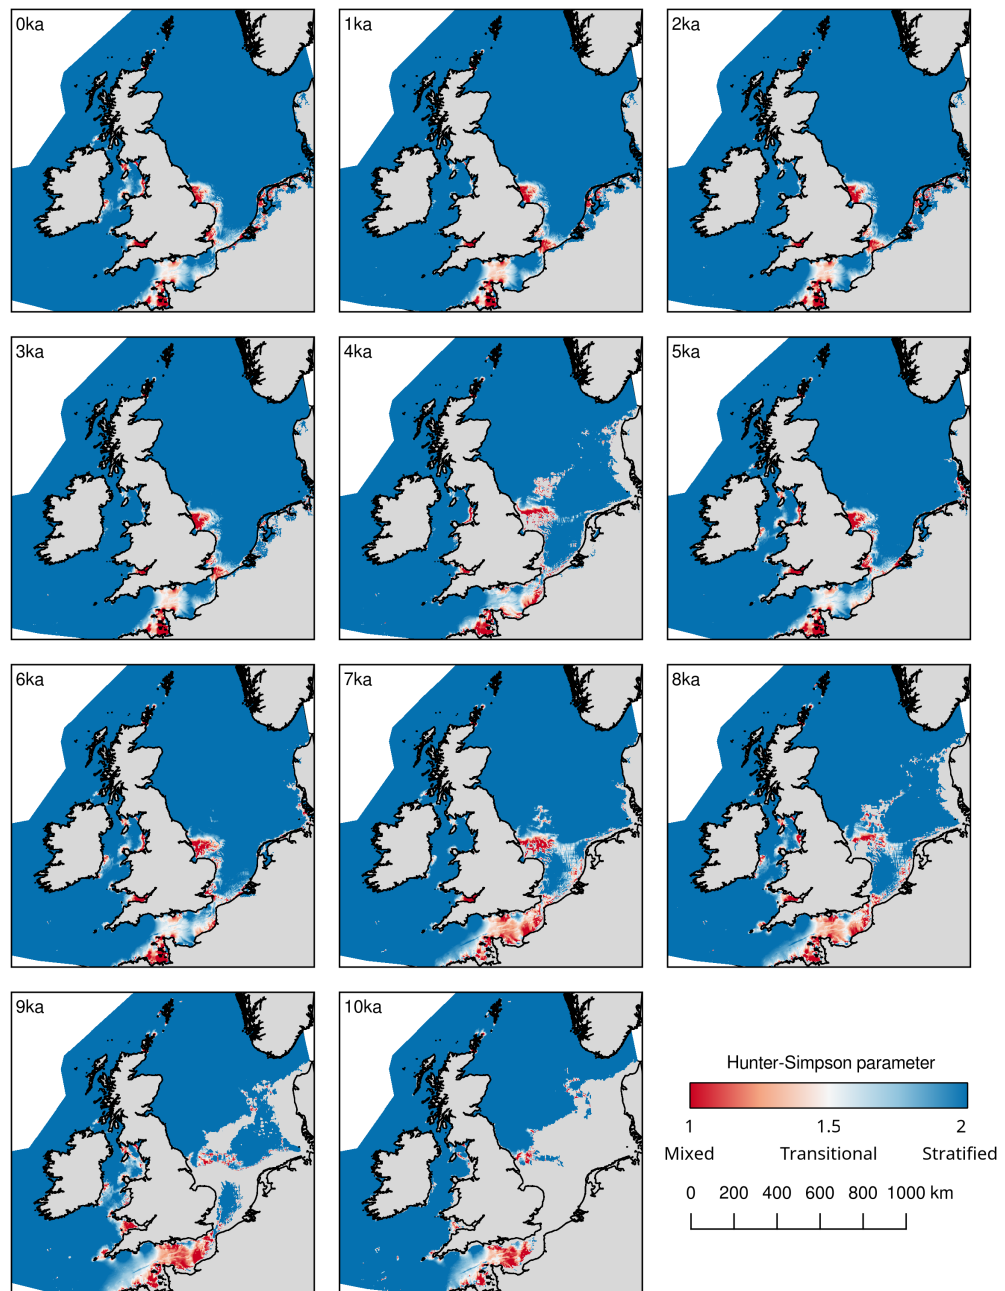 0ka
1ka
2ka
3ka
4ka
5ka
6ka
7ka
8ka
9ka
10ka
Hunter-Simpson parameter
1 1.5 2
Mixed Transitional Stratified
0 200 400 600 800 1000 km